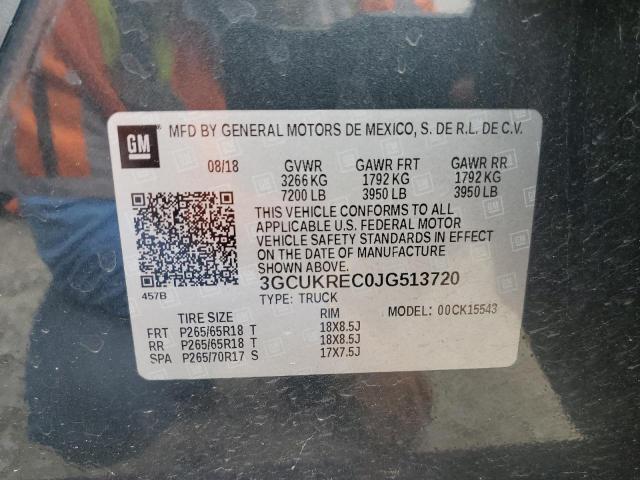 GM MFD BY GENERAL MOTORS DE MEXICO, S. DE R.L. DE C.V.
08/18 GVWR GAWR FRT GAWR RR
3266 KG 1792 KG 1792 KG
7200 LB 3950 LB 3950 LB
THIS VEHICLE CONFORMS TO ALL
APPLICABLE U.S. FEDERAL MOTOR
VEHICLE SAFETY STANDARDS IN EFFECT
ON THE DATE OF MANUFACTURE
SHOWN ABOVE.
457B 3GCUKREC0JG513720
TYPE: TRUCK
TIRE SIZE RIM MODEL: 00CK15543
FRT P265/65R18 T 18X8.5J
RR P265/65R18 T 18X8.5J
SPA P265/70R17 S 17X7.5J